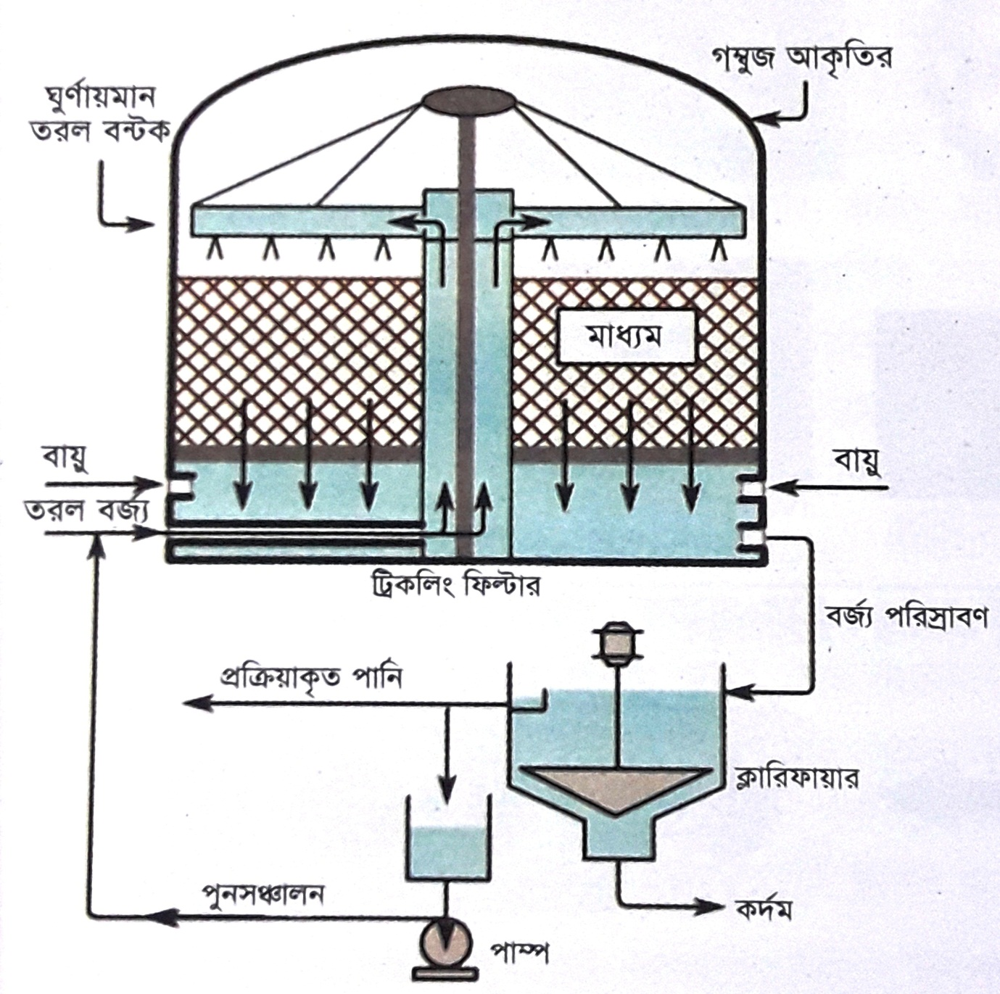 গম্বুজ আকৃতির
ঘুর্ণায়মান
তরল বন্টক
মাধ্যম
বায়ু
বায়ু
তরল বর্জ্য
ট্রিকলিং ফিল্টার
বর্জ্য পরিস্রাবণ
প্রক্রিয়াকৃত পানি
ক্লারিফায়ার
পুনসঞ্চালন
কর্দম
পাম্প